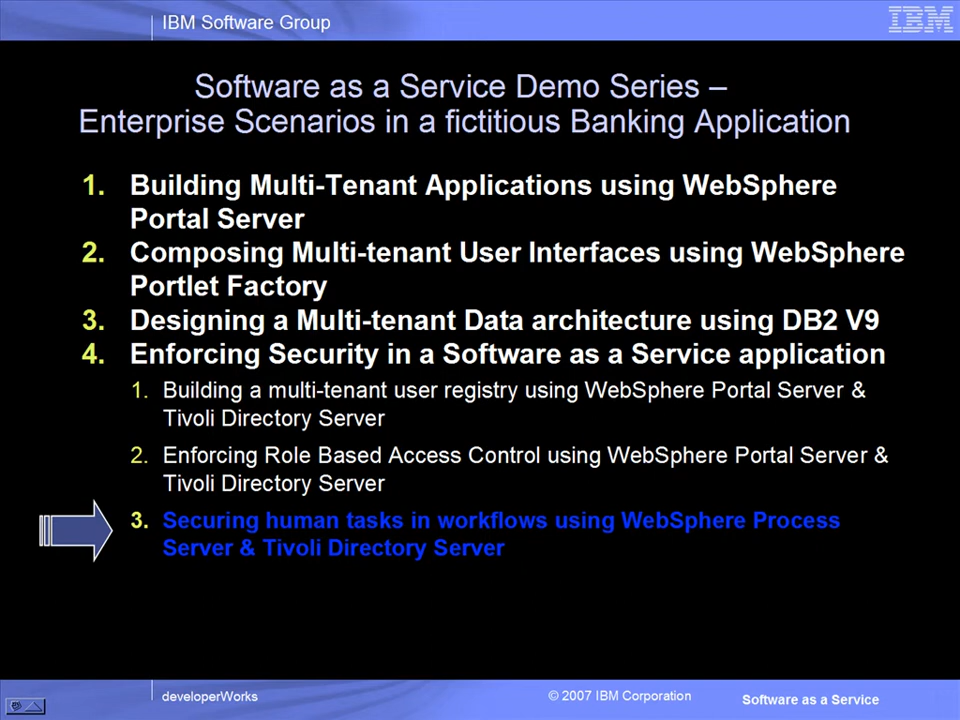 IBM Software Group
IBM
Software as a Service Demo Series –
Enterprise Scenarios in a fictitious Banking Application
1. Building Multi-Tenant Applications using WebSphere
Portal Server
2. Composing Multi-tenant User Interfaces using WebSphere
Portlet Factory
3. Designing a Multi-tenant Data architecture using DB2 V9
4. Enforcing Security in a Software as a Service application
1. Building a multi-tenant user registry using WebSphere Portal Server &
Tivoli Directory Server
2. Enforcing Role Based Access Control using WebSphere Portal Server &
Tivoli Directory Server
3. Securing human tasks in workflows using WebSphere Process
Server & Tivoli Directory Server
developerWorks
© 2007 IBM Corporation
Software as a Service